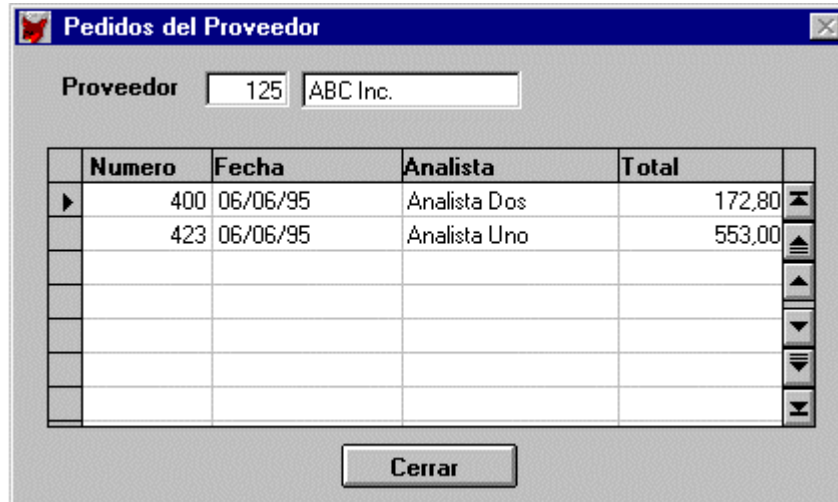 Pedidos del Proveedor
Proveedor 125 ABC Inc.
Numero Fecha Analista Total
400 06/06/95 Analista Dos 172,80
423 06/06/95 Analista Uno 553,00
Cerrar